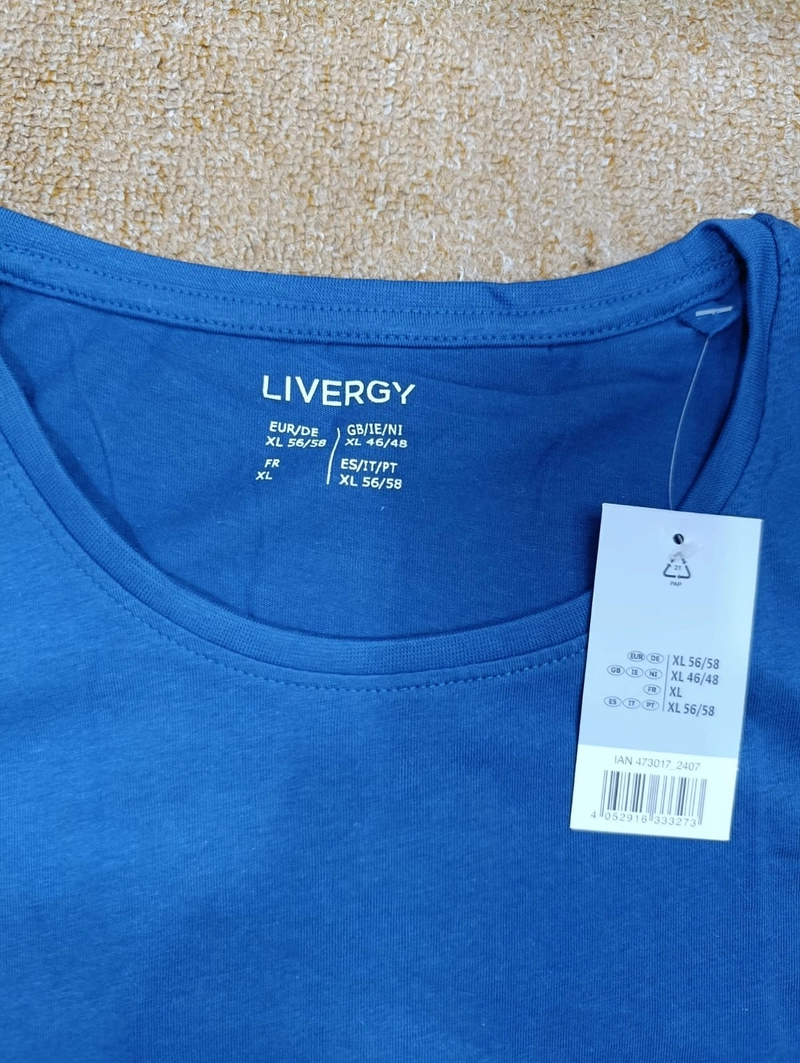 LIVERGY
EUR/DE
XL 56/58
GB/IE/NI
XL 46/48
FR
XL
ES/IT/PT
XL 56/58
21
PAP
EUR DE XL 56/58
GB IE NI XL 46/48
FR XL
ES IT PT XL 56/58
IAN 473017_2407
4 052916 333273